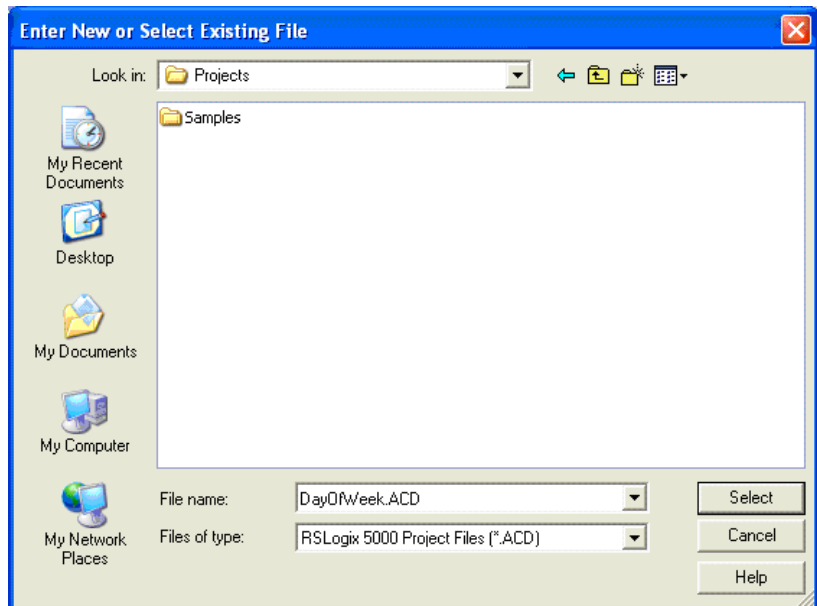 Enter New or Select Existing File
Look in:
Projects
Samples
My Recent
Documents
Desktop
My Documents
My Computer
My Network
Places
File name:
DayOfWeek.ACD
Select
Files of type:
RSLogix 5000 Project Files (*.ACD)
Cancel
Help